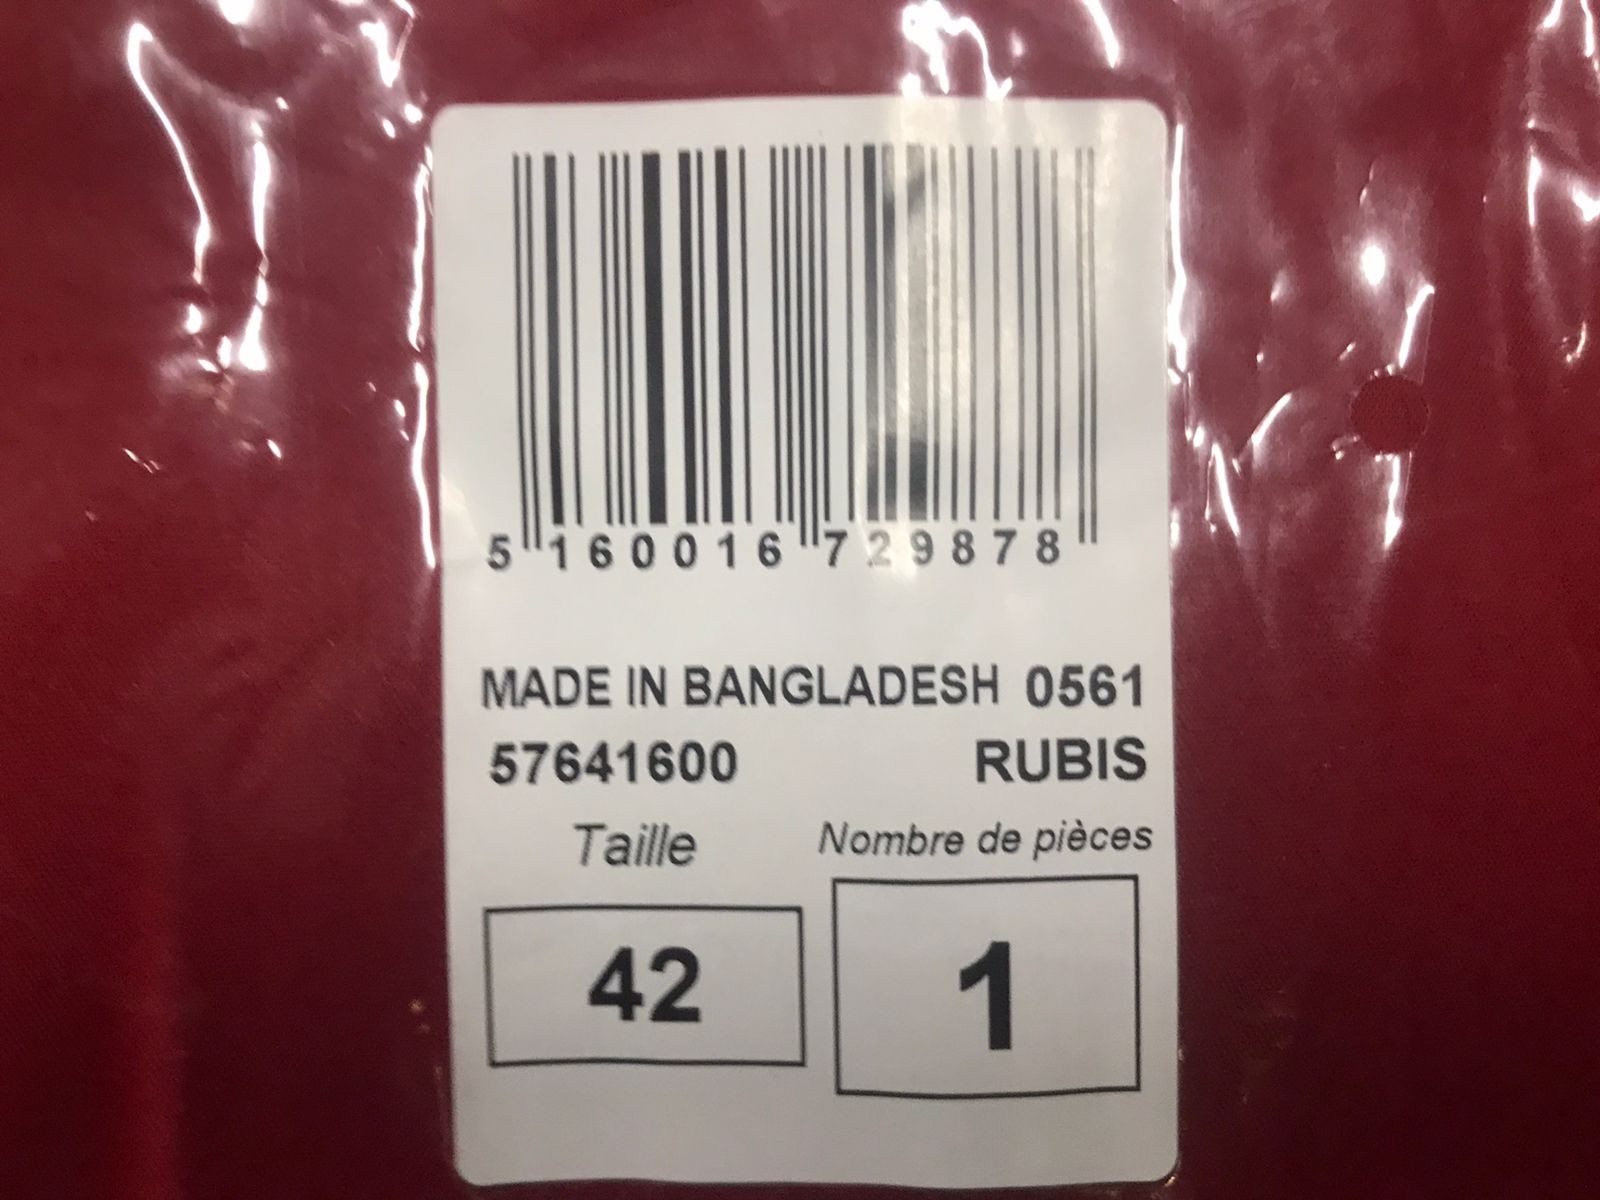 5 160016 729878
MADE IN BANGLADESH 0561
57641600 RUBIS
Taille Nombre de pièces
42 1